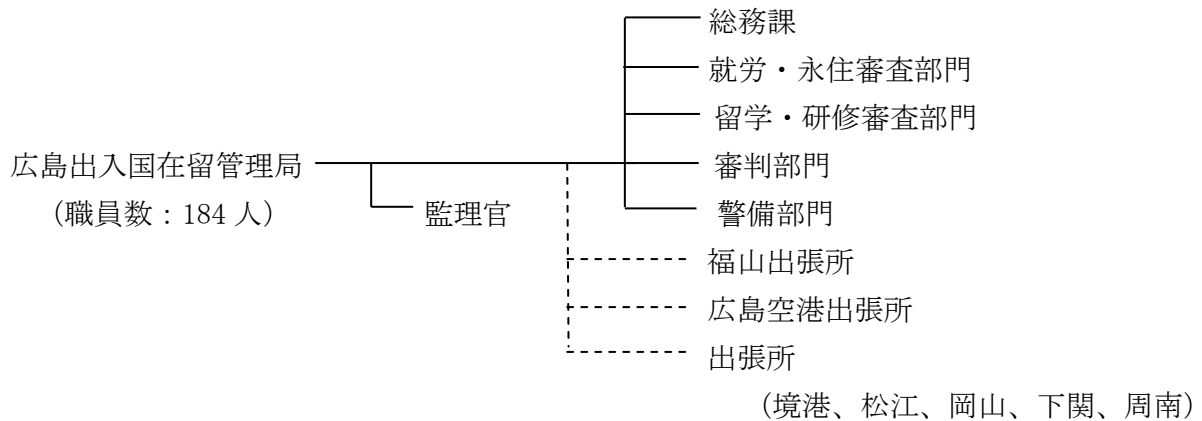 総務課
就労・永住審査部門
留学・研修審査部門
広島出入国在留管理局
審判部門
（職員数：184 人）
監理官
警備部門
福山出張所
広島空港出張所
出張所
（境港、松江、岡山、下関、周南）